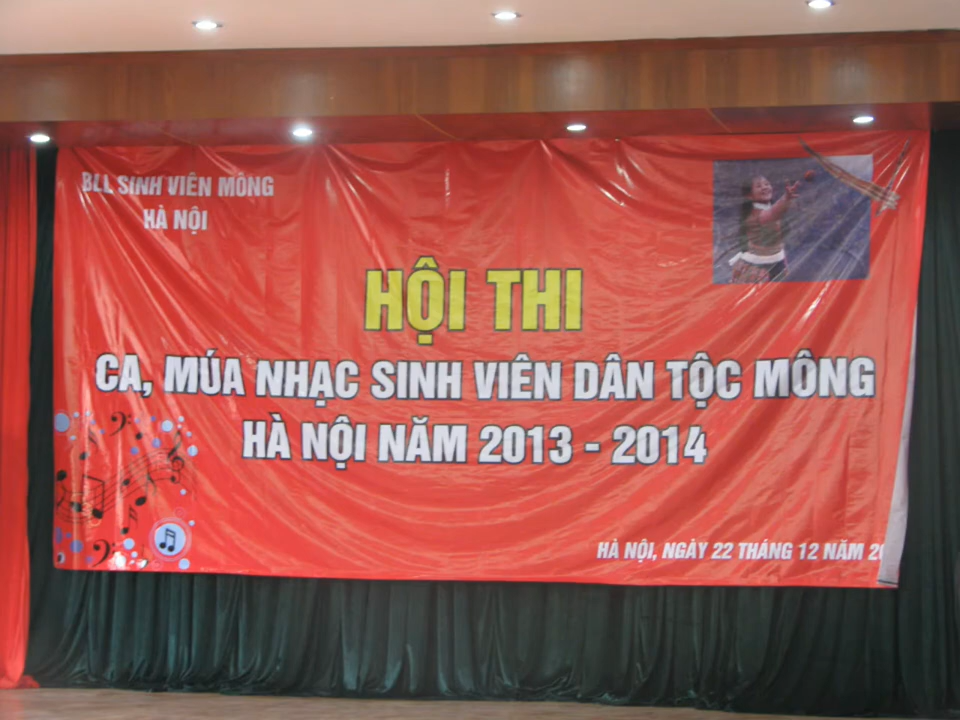 BLL SINH VIÊN MÔNG
HÀ NỘI
HỘI THI
CA, MÚA NHẠC SINH VIÊN DÂN TỘC MÔNG
HÀ NỘI NĂM 2013 - 2014
HÀ NỘI, NGÀY 22 THÁNG 12 NĂM